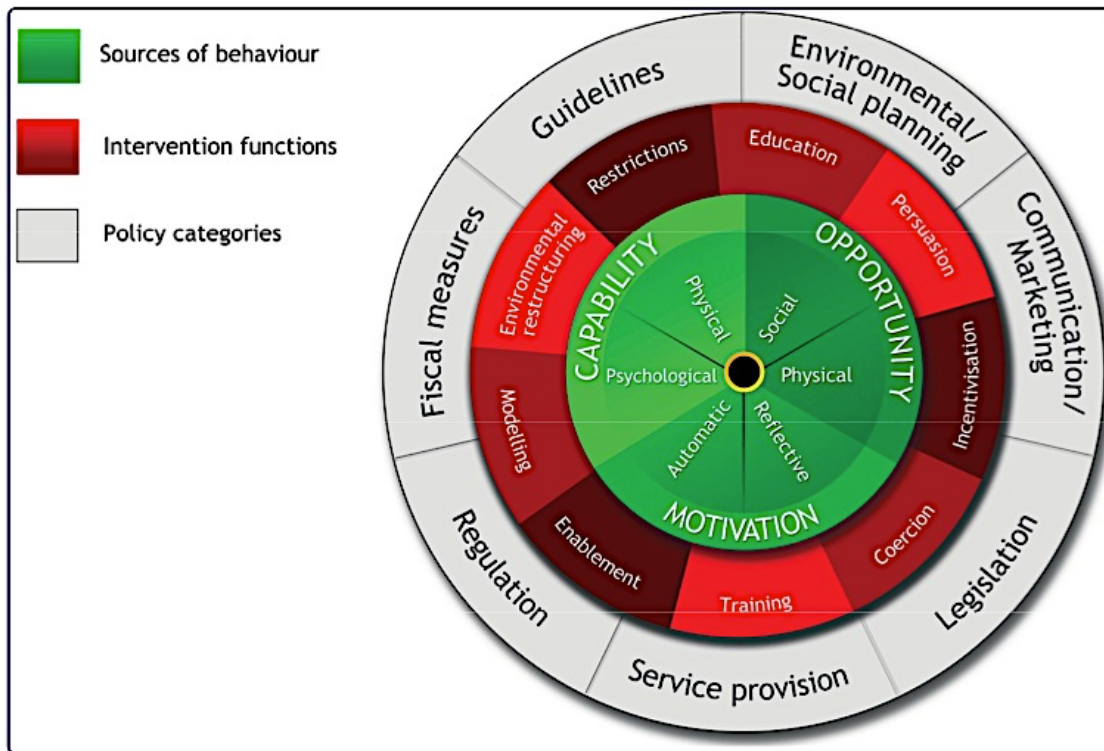 Sources of behaviour
Intervention functions
Policy categories
Guidelines
Environmental/
Social planning
Communication/
Marketing
Legislation
Service provision
Regulation
Fiscal measures
Restrictions
Education
Persuasion
Incentivisation
Coercion
Training
Enablement
Modelling
Environmental
restructuring
CAPABILITY
OPPORTUNITY
MOTIVATION
Physical
Social
Physical
Reflective
Automatic
Psychological